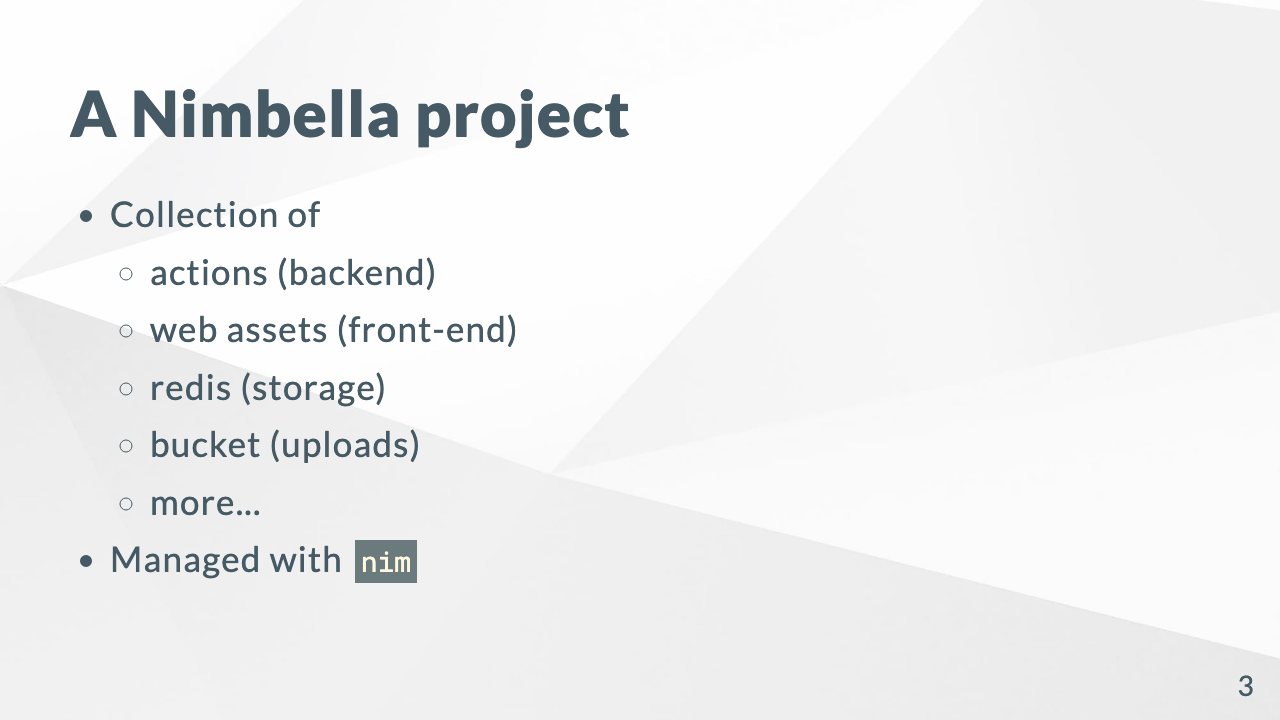 A Nimbella project
• Collection of
○ actions (backend)
○ web assets (front-end)
○ redis (storage)
○ bucket (uploads)
○ more...
• Managed with nim
3